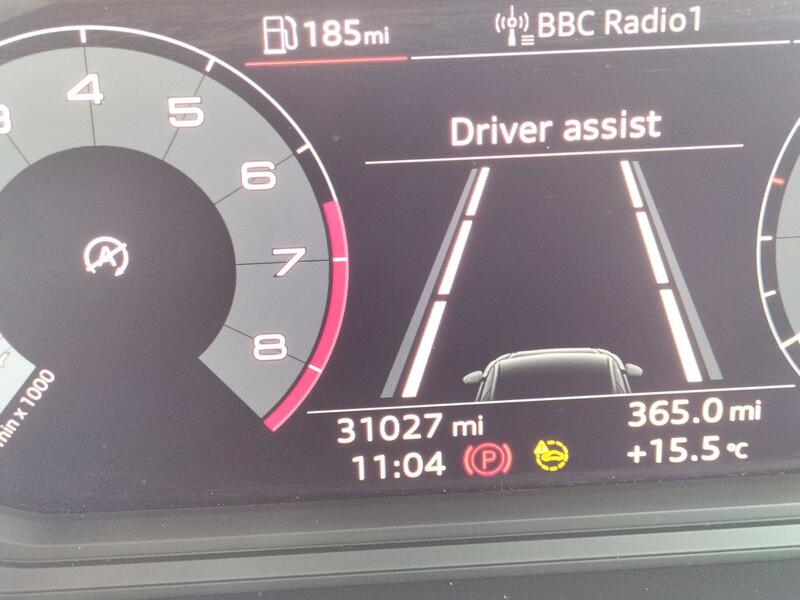 185mi
BBC Radio1
Driver assist
3
4
5
6
7
8
A
min x 1000
31027 mi
365.0 mi
11:04
P
+15.5 °C